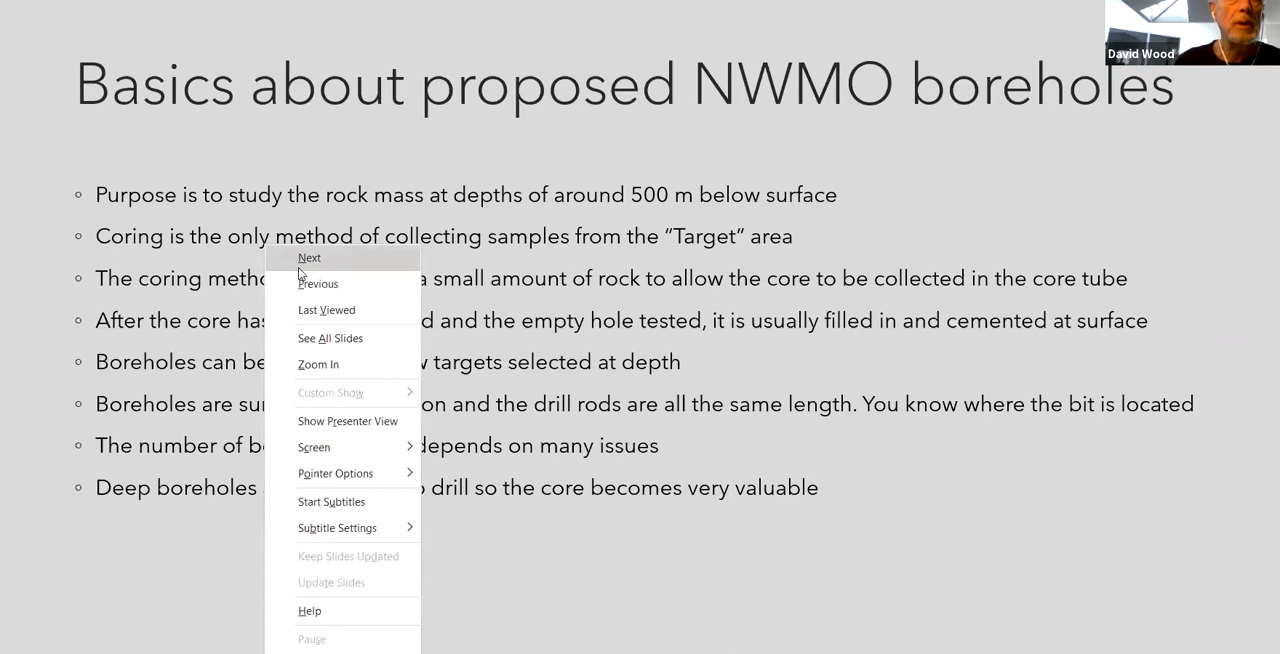 David Wood
Basics about proposed NWMO boreholes
Purpose is to study the rock mass at depths of around 500 m below surface
Coring is the only method of collecting samples from the “Target” area
The coring metho a small amount of rock to allow the core to be collected in the core tube
After the core has d and the empty hole tested, it is usually filled in and cemented at surface
Boreholes can be w targets selected at depth
Boreholes are sur on and the drill rods are all the same length. You know where the bit is located
The number of bo depends on many issues
Deep boreholes o drill so the core becomes very valuable
Next
Previous
Last Viewed
See All Slides
Zoom In
Custom Show
Show Presenter View
Screen
Pointer Options
Start Subtitles
Subtitle Settings
Keep Slides Updated
Update Slides
Help
Pause